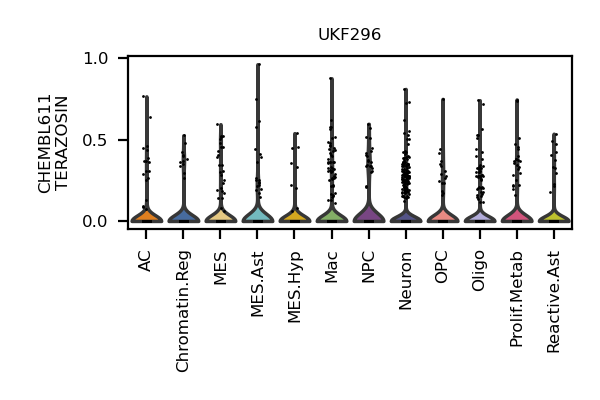 UKF296
CHEMBL611
TERAZOSIN
1.0
0.5
0.0
AC
Chromatin.Reg
MES
MES.Ast
MES.Hyp
Mac
NPC
Neuron
OPC
Oligo
Prolif.Metab
Reactive.Ast